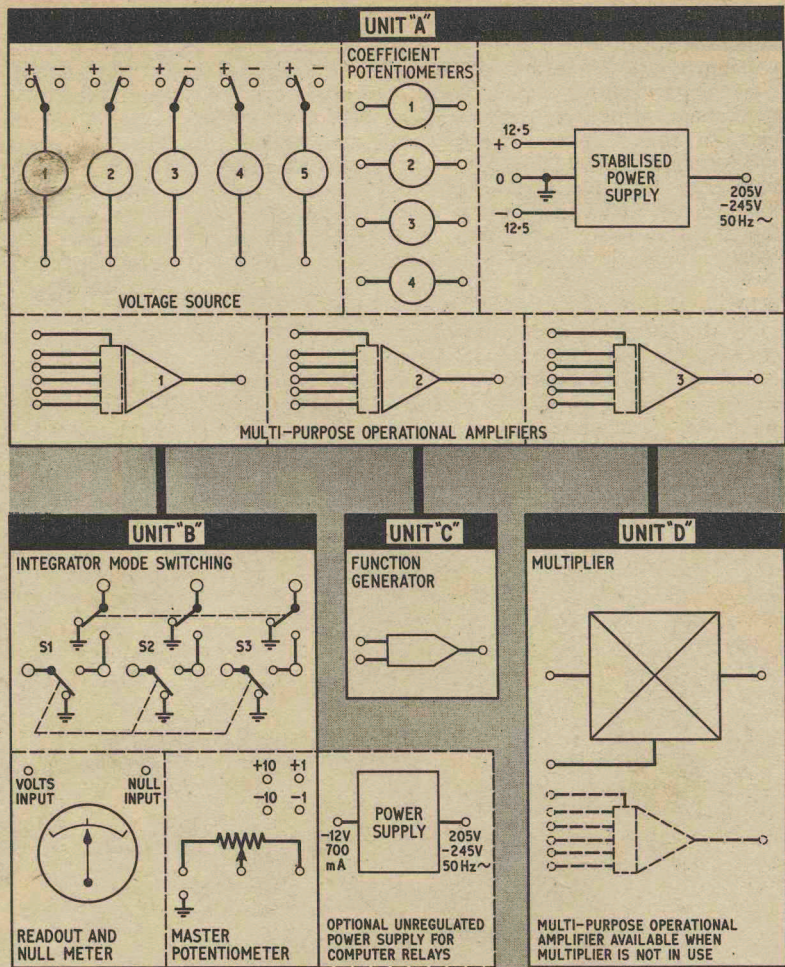 UNIT "A"
+ − + − + − + − + −
1 2 3 4 5
VOLTAGE SOURCE
COEFFICIENT
POTENTIOMETERS
1
2
3
4
12·5
+
0
−
12·5
STABILISED
POWER
SUPPLY
205V
-245V
50Hz~
1 2 3
MULTI-PURPOSE OPERATIONAL AMPLIFIERS
UNIT "B"
INTEGRATOR MODE SWITCHING
S1 S2 S3
VOLTS
INPUT
NULL
INPUT
READOUT AND
NULL METER
+10 +1
−10 −1
MASTER
POTENTIOMETER
UNIT "C"
FUNCTION
GENERATOR
-12V
700
mA
POWER
SUPPLY
205V
-245V
50Hz~
OPTIONAL UNREGULATED
POWER SUPPLY FOR
COMPUTER RELAYS
UNIT "D"
MULTIPLIER
MULTI-PURPOSE OPERATIONAL
AMPLIFIER AVAILABLE WHEN
MULTIPLIER IS NOT IN USE